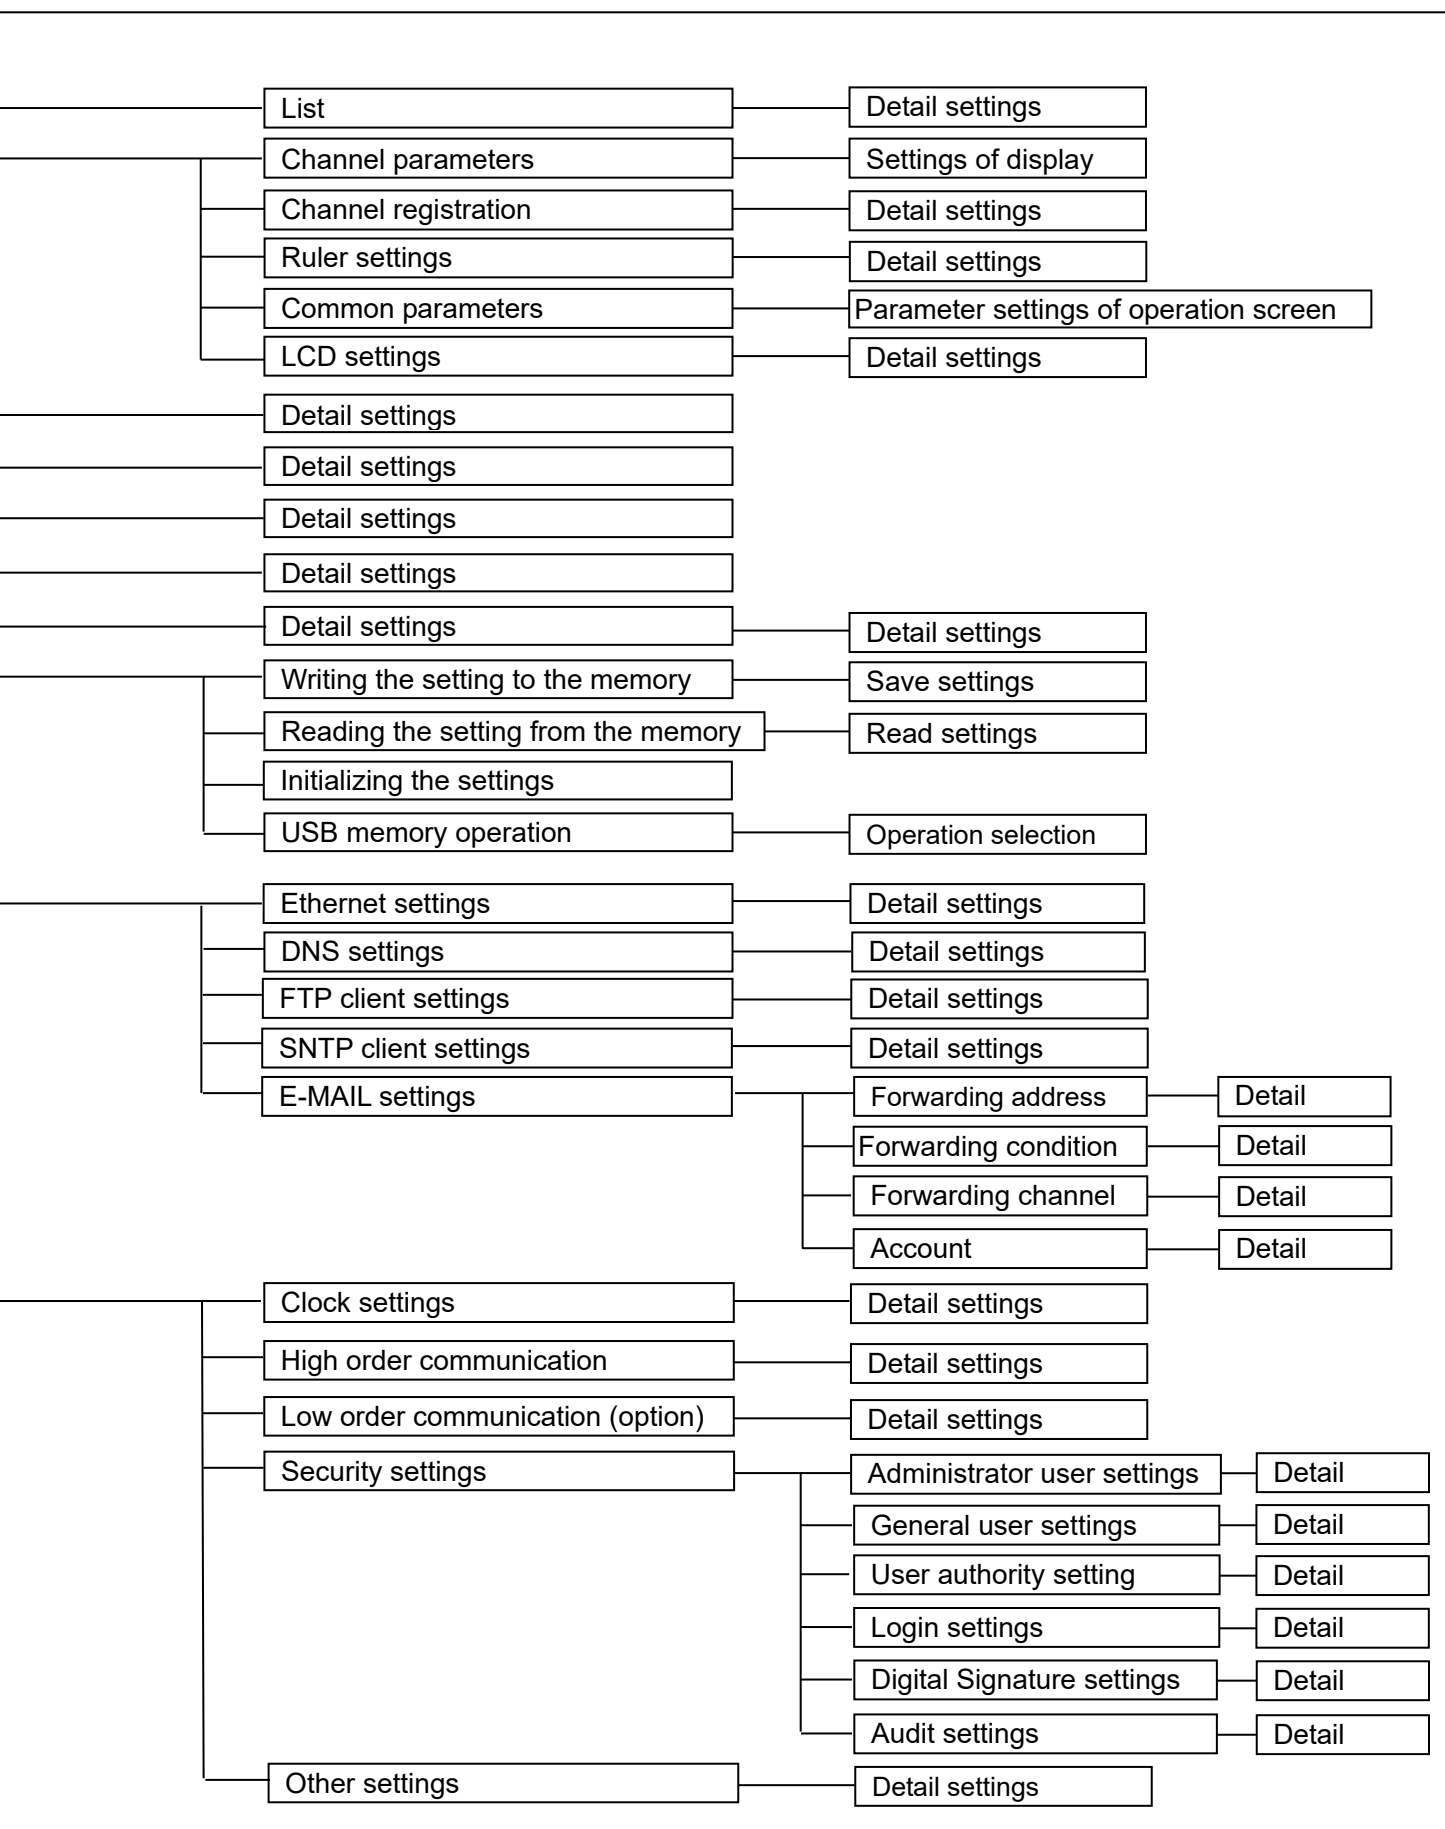 List
Detail settings
Channel parameters
Settings of display
Channel registration
Detail settings
Ruler settings
Detail settings
Common parameters
Parameter settings of operation screen
LCD settings
Detail settings
Detail settings
Detail settings
Detail settings
Detail settings
Detail settings
Detail settings
Writing the setting to the memory
Save settings
Reading the setting from the memory
Read settings
Initializing the settings
USB memory operation
Operation selection
Ethernet settings
Detail settings
DNS settings
Detail settings
FTP client settings
Detail settings
SNTP client settings
Detail settings
E-MAIL settings
Forwarding address
Detail
Forwarding condition
Detail
Forwarding channel
Detail
Account
Detail
Clock settings
Detail settings
High order communication
Detail settings
Low order communication (option)
Detail settings
Security settings
Administrator user settings
Detail
General user settings
Detail
User authority setting
Detail
Login settings
Detail
Digital Signature settings
Detail
Audit settings
Detail
Other settings
Detail settings